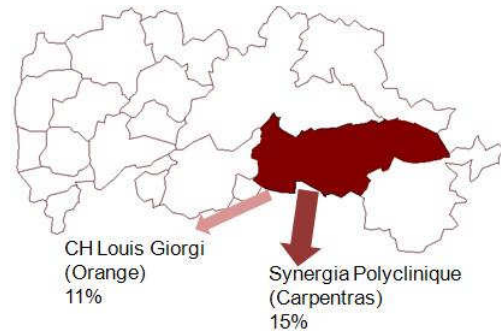 CH Louis Giorgi
(Orange)
11%
Synergia Polyclinique
(Carpentras)
15%